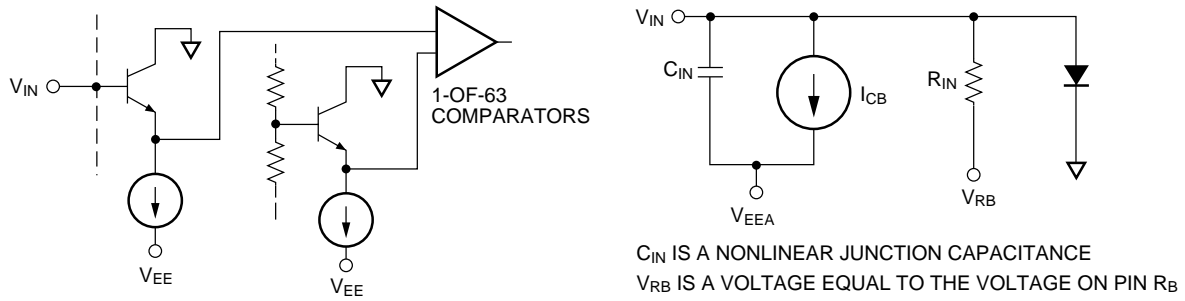 V_IN
1-OF-63
COMPARATORS
V_EE
V_EE
V_IN
C_IN
I_CB
R_IN
V_EEA
V_RB
C_IN IS A NONLINEAR JUNCTION CAPACITANCE
V_RB IS A VOLTAGE EQUAL TO THE VOLTAGE ON PIN R_B